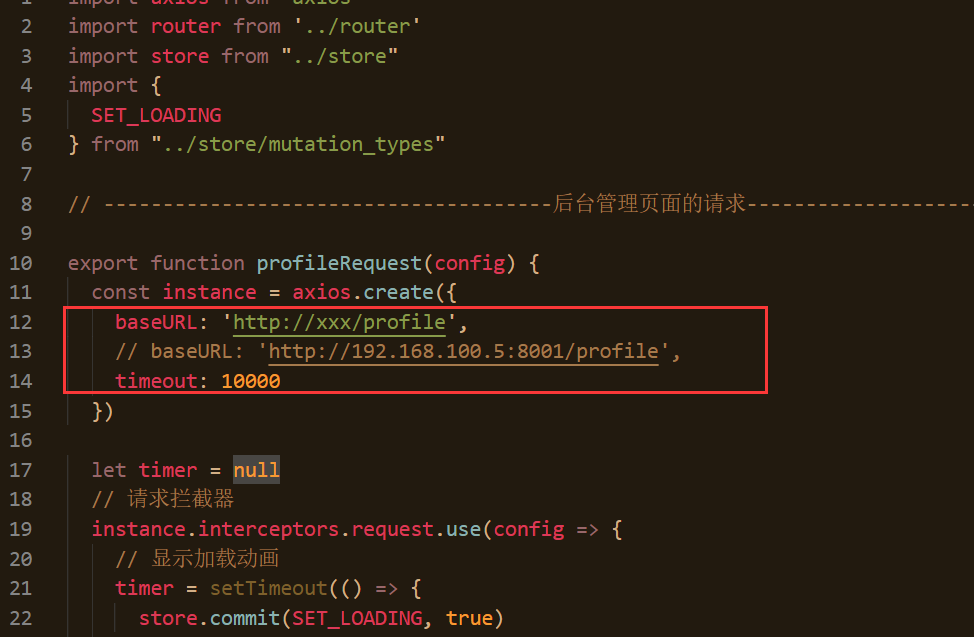 1 import axios from 'axios'
2 import router from '../router'
3 import store from "../store"
4 import {
5 SET_LOADING
6 } from "../store/mutation_types"
7
8 // --------------------------------------后台管理页面的请求-------------------
9
10 export function profileRequest(config) {
11 const instance = axios.create({
12 baseURL: 'http://xxx/profile',
13 // baseURL: 'http://192.168.100.5:8001/profile',
14 timeout: 10000
15 })
16
17 let timer = null
18 // 请求拦截器
19 instance.interceptors.request.use(config => {
20 // 显示加载动画
21 timer = setTimeout(() => {
22 store.commit(SET_LOADING, true)